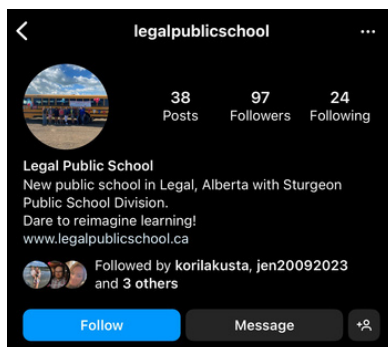 legalpublicschool
38 97 24
Posts Followers Following
Legal Public School
New public school in Legal, Alberta with Sturgeon
Public School Division.
Dare to reimagine learning!
www.legalpublicschool.ca
Followed by korilakusta, jen20092023
and 3 others
Follow Message